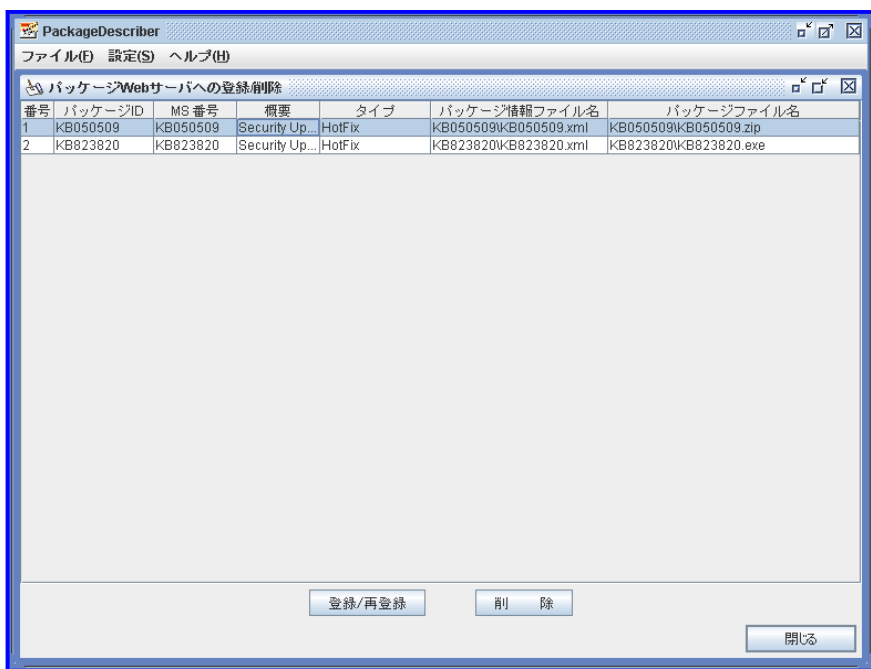 PackageDescriber
ファイル(F) 設定(S) ヘルプ(H)
パッケージWebサーバへの登録/削除
番号 パッケージID MS 番号 概要 タイプ パッケージ情報ファイル名 パッケージファイル名
1 KB050509 KB050509 Security Up... HotFix KB050509\KB050509.xml KB050509\KB050509.zip
2 KB823820 KB823820 Security Up... HotFix KB823820\KB823820.xml KB823820\KB823820.exe
登録/再登録 削 除
閉じる